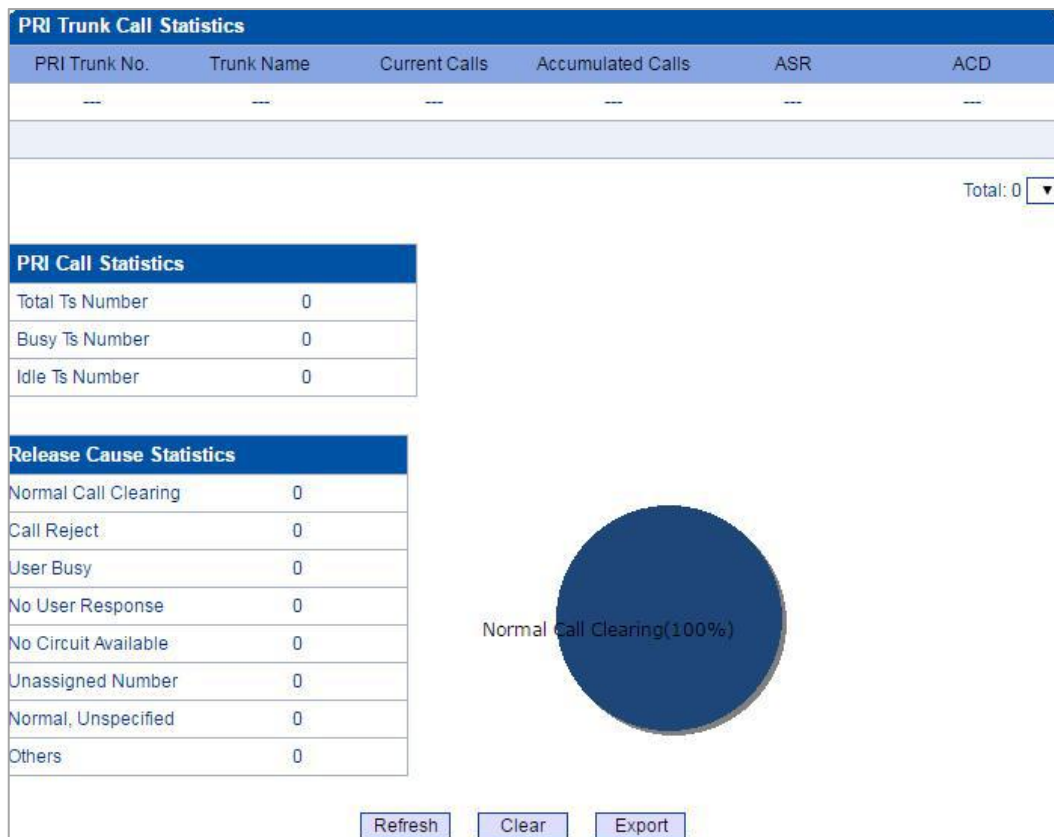 PRI Trunk Call Statistics
PRI Trunk No. Trunk Name Current Calls Accumulated Calls ASR ACD
--- --- --- --- --- ---
Total: 0
PRI Call Statistics
Total Ts Number 0
Busy Ts Number 0
Idle Ts Number 0
Release Cause Statistics
Normal Call Clearing 0
Call Reject 0
User Busy 0
No User Response 0
No Circuit Available 0
Unassigned Number 0
Normal, Unspecified 0
Others 0
Normal Call Clearing(100%)
Refresh Clear Export